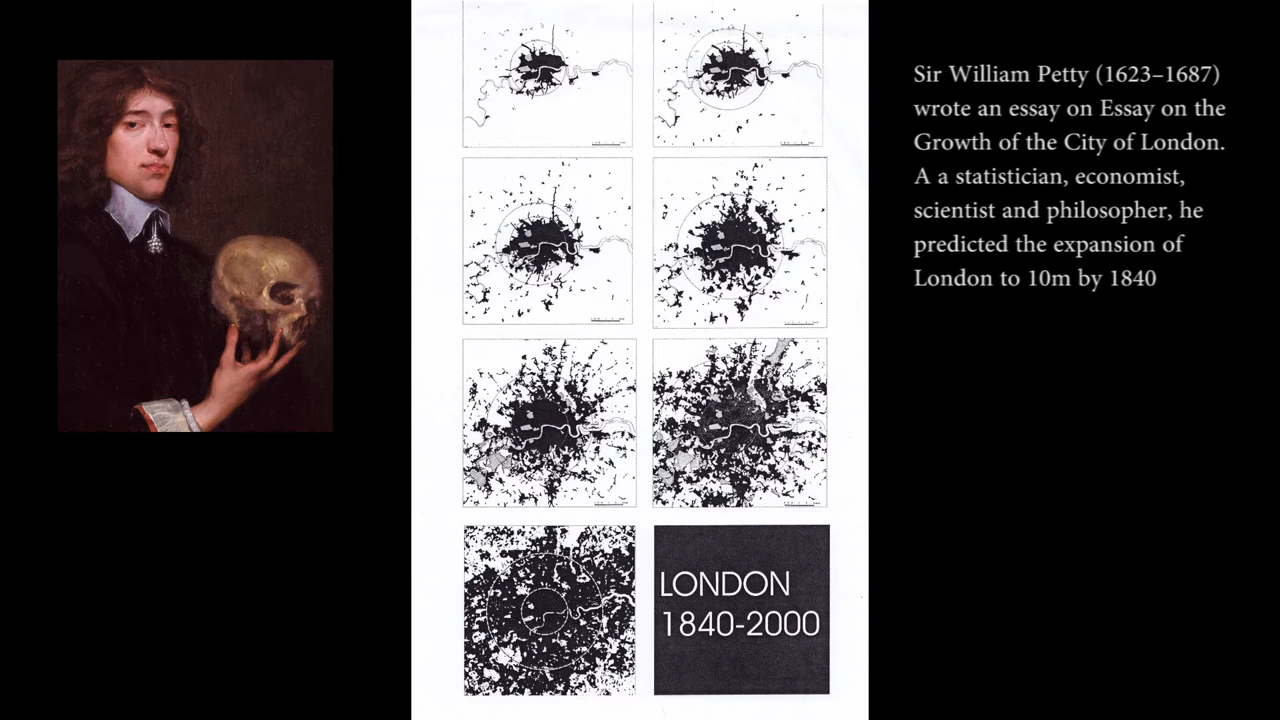 Sir William Petty (1623–1687)
wrote an essay on Essay on the
Growth of the City of London.
A a statistician, economist,
scientist and philosopher, he
predicted the expansion of
London to 10m by 1840
LONDON
1840-2000